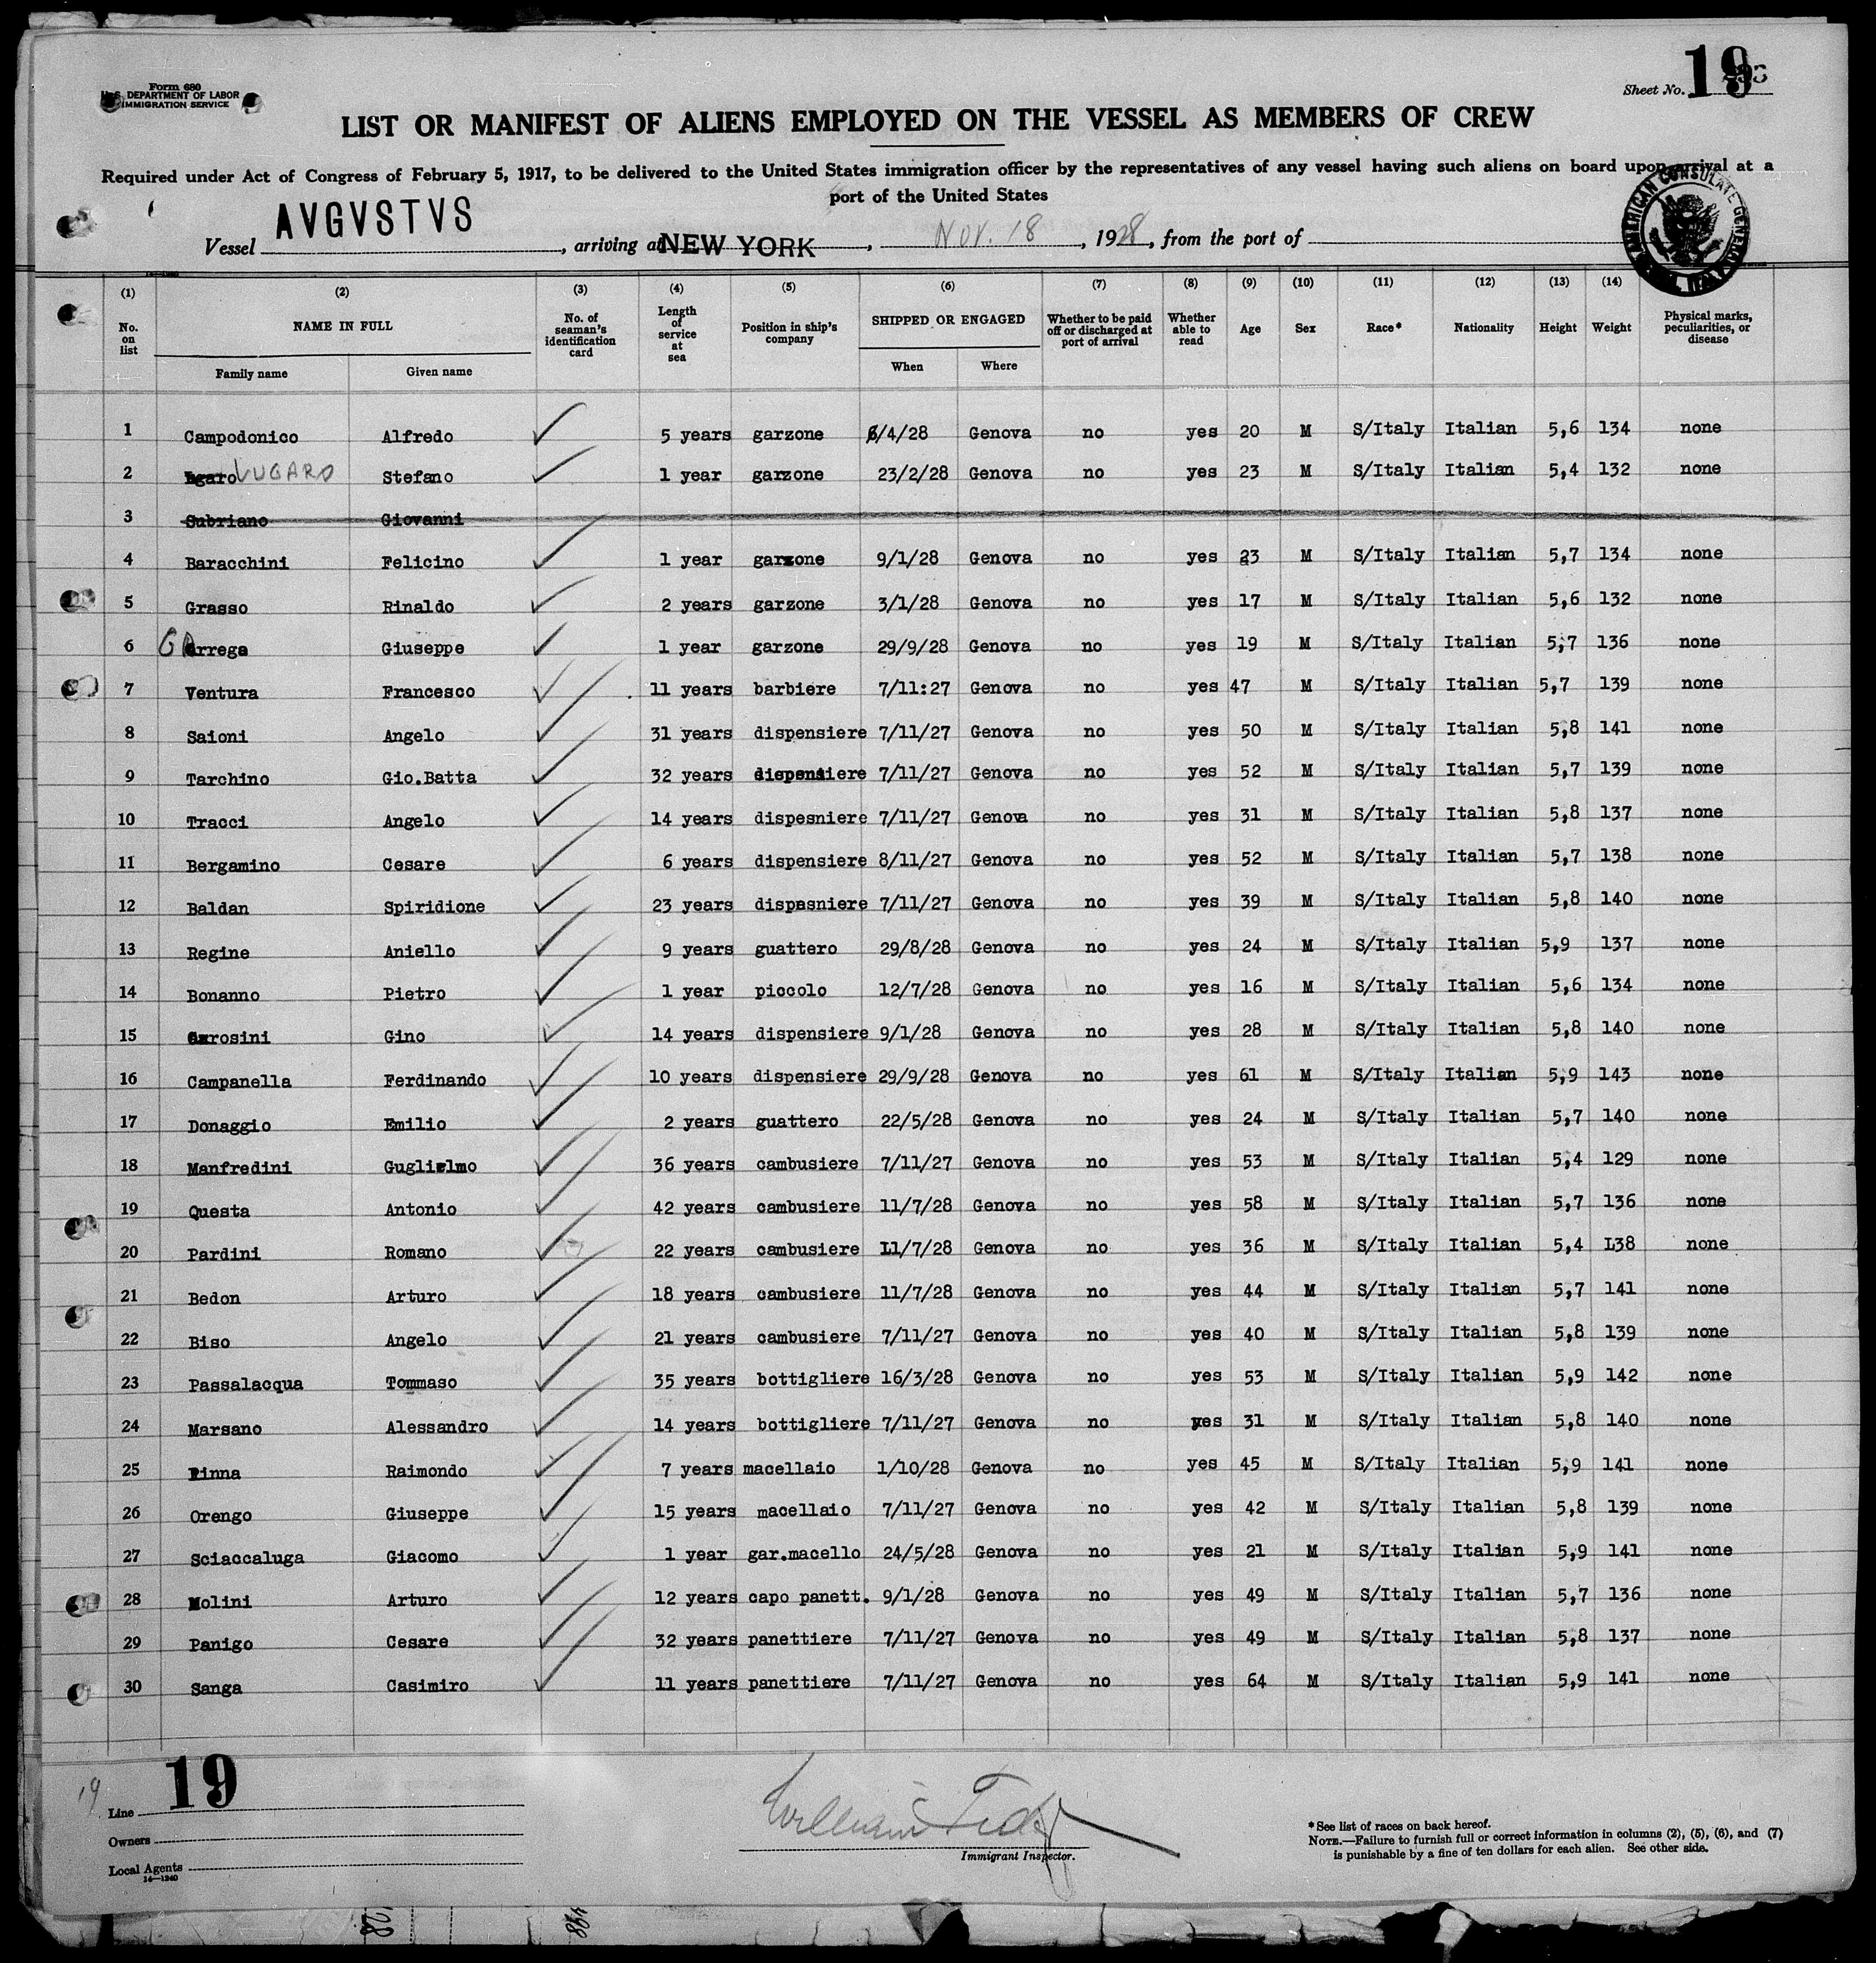 Form 680
U.S. DEPARTMENT OF LABOR
IMMIGRATION SERVICE
Sheet No. 19
LIST OR MANIFEST OF ALIENS EMPLOYED ON THE VESSEL AS MEMBERS OF CREW
Required under Act of Congress of February 5, 1917, to be delivered to the United States immigration officer by the representatives of any vessel having such aliens on board upon arrival at a
port of the United States
Vessel AVGVSTVS, arriving at NEW YORK, Nov. 18, 1928, from the port of
AMERICAN CONSULATE GENERAL
(1) (2) (3) (4) (5) (6) (7) (8) (9) (10) (11) (12) (13) (14)
No. on list NAME IN FULL Family name Given name No. of seaman's identification card Length of service at sea Position in ship's company SHIPPED OR ENGAGED When Where Whether to be paid off or discharged at port of arrival Whether able to read Age Sex Race* Nationality Height Weight Physical marks, peculiarities, or disease
1 Campodonico Alfredo 5 years garzone 6/4/28 Genova no yes 20 M S/Italy Italian 5,6 134 none
2 VUGARO Stefano 1 year garzone 23/2/28 Genova no yes 23 M S/Italy Italian 5,4 132 none
3 Subriano Giovanni
4 Baracchini Felicino 1 year garzone 9/1/28 Genova no yes 23 M S/Italy Italian 5,7 134 none
5 Grasso Rinaldo 2 years garzone 3/1/28 Genova no yes 17 M S/Italy Italian 5,6 132 none
6 Giuseppe 1 year garzone 29/9/28 Genova no yes 19 M S/Italy Italian 5,7 136 none
7 Ventura Francesco 11 years barbiere 7/11:27 Genova no yes 47 M S/Italy Italian 5,7 139 none
8 Saioni Angelo 31 years dispensiere 7/11/27 Genova no yes 50 M S/Italy Italian 5,8 141 none
9 Tarchino Gio.Batta 32 years dispensiere 7/11/27 Genova no yes 52 M S/Italy Italian 5,7 139 none
10 Tracci Angelo 14 years dispesniere 7/11/27 Genova no yes 31 M S/Italy Italian 5,8 137 none
11 Bergamino Cesare 6 years dispensiere 8/11/27 Genova no yes 52 M S/Italy Italian 5,7 138 none
12 Baldan Spiridione 23 years dispesniere 7/11/27 Genova no yes 39 M S/Italy Italian 5,8 140 none
13 Regine Aniello 9 years guattero 29/8/28 Genova no yes 24 M S/Italy Italian 5,9 137 none
14 Bonanno Pietro 1 year piccolo 12/7/28 Genova no yes 16 M S/Italy Italian 5,6 134 none
15 Gino 14 years dispensiere 9/1/28 Genova no yes 28 M S/Italy Italian 5,8 140 none
16 Campanella Ferdinando 10 years dispensiere 29/9/28 Genova no yes 61 M S/Italy Italian 5,9 143 none
17 Donaggio Emilio 2 years guattero 22/5/28 Genova no yes 24 M S/Italy Italian 5,7 140 none
18 Manfredini Guglielmo 36 years cambusiere 7/11/27 Genova no yes 53 M S/Italy Italian 5,4 129 none
19 Questa Antonio 42 years cambusiere 11/7/28 Genova no yes 58 M S/Italy Italian 5,7 136 none
20 Pardini Romano 22 years cambusiere 11/7/28 Genova no yes 36 M S/Italy Italian 5,4 138 none
21 Bedon Arturo 18 years cambusiere 11/7/28 Genova no yes 44 M S/Italy Italian 5,7 141 none
22 Biso Angelo 21 years cambusiere 7/11/27 Genova no yes 40 M S/Italy Italian 5,8 139 none
23 Passalacqua Tommaso 35 years bottigliere 16/3/28 Genova no yes 53 M S/Italy Italian 5,9 142 none
24 Marsano Alessandro 14 years bottigliere 7/11/27 Genova no yes 31 M S/Italy Italian 5,8 140 none
25 Pinna Raimondo 7 years macellaio 1/10/28 Genova no yes 45 M S/Italy Italian 5,9 141 none
26 Orengo Giuseppe 15 years macellaio 7/11/27 Genova no yes 42 M S/Italy Italian 5,8 139 none
27 Sciaccaluga Giacomo 1 year gar.macello 24/5/28 Genova no yes 21 M S/Italy Italian 5,9 141 none
28 Molini Arturo 12 years capo panett. 9/1/28 Genova no yes 49 M S/Italy Italian 5,7 136 none
29 Panigo Cesare 32 years panettiere 7/11/27 Genova no yes 49 M S/Italy Italian 5,8 137 none
30 Sanga Casimiro 11 years panettiere 7/11/27 Genova no yes 64 M S/Italy Italian 5,9 141 none
19
Line 19
Owners
Local Agents
14—1240
William
Immigrant Inspector.
*See list of races on back hereof.
NOTE.—Failure to furnish full or correct information in columns (2), (5), (6), and (7)
is punishable by a fine of ten dollars for each alien. See other side.